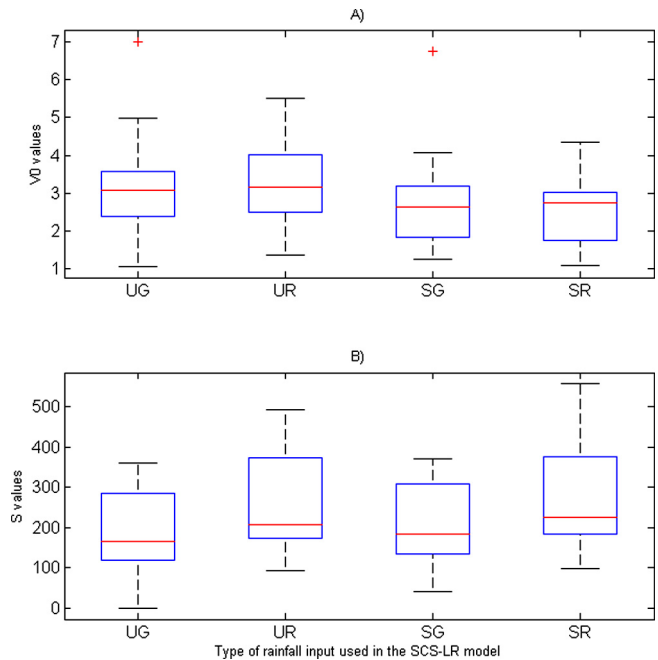 A)
7
6
5
4
3
2
1
V0 values
UG UR SG SR
B)
500
400
300
200
100
0
S values
UG UR SG SR
Type of rainfall input used in the SCS-LR model